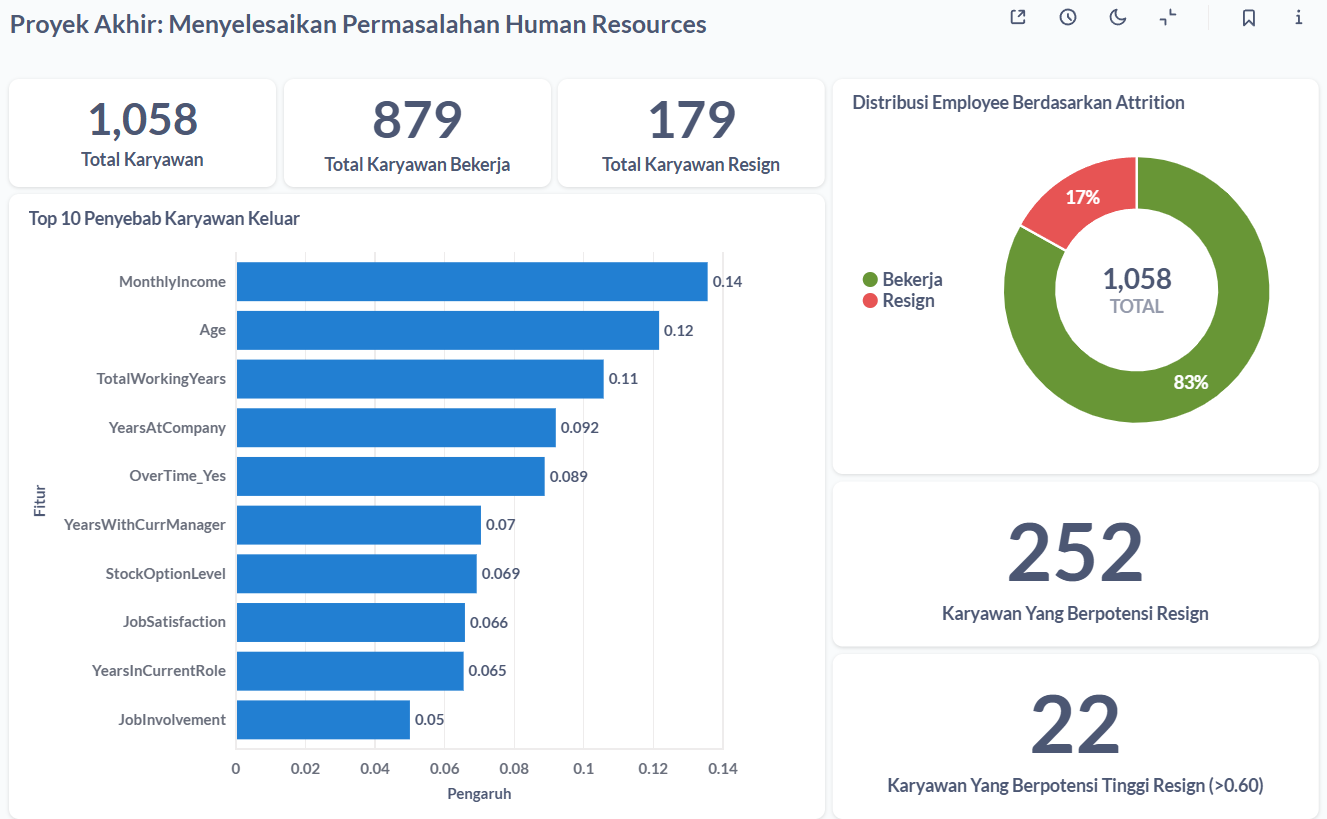 Proyek Akhir: Menyelesaikan Permasalahan Human Resources
1,058
Total Karyawan
879
Total Karyawan Bekerja
179
Total Karyawan Resign
Top 10 Penyebab Karyawan Keluar
Fitur
MonthlyIncome 0.14
Age 0.12
TotalWorkingYears 0.11
YearsAtCompany 0.092
OverTime_Yes 0.089
YearsWithCurrManager 0.07
StockOptionLevel 0.069
JobSatisfaction 0.066
YearsInCurrentRole 0.065
JobInvolvement 0.05
0 0.02 0.04 0.06 0.08 0.1 0.12 0.14
Pengaruh
Distribusi Employee Berdasarkan Attrition
Bekerja
Resign
17%
1,058
TOTAL
83%
252
Karyawan Yang Berpotensi Resign
22
Karyawan Yang Berpotensi Tinggi Resign (>0.60)